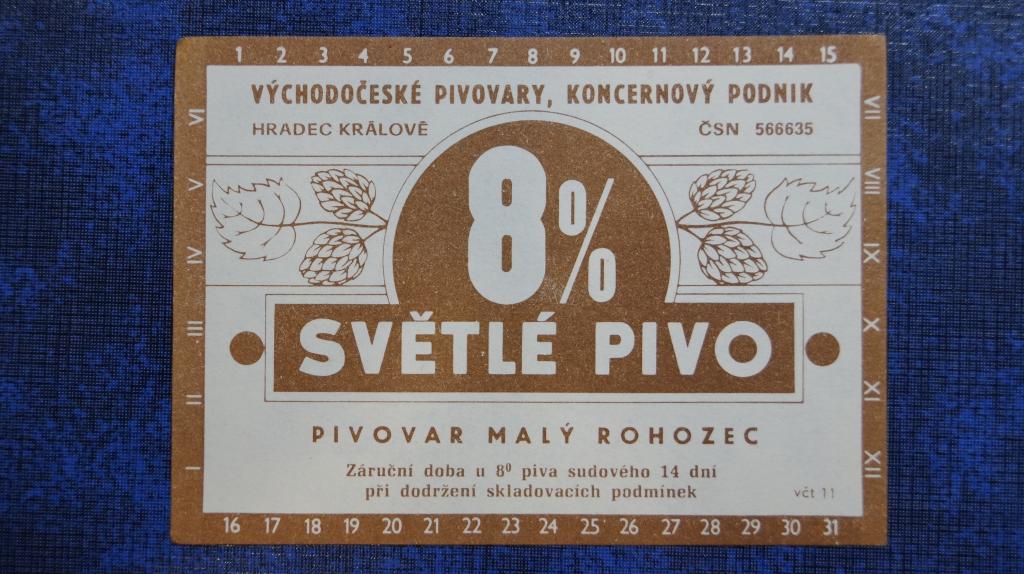 1 2 3 4 5 6 7 8 9 10 11 12 13 14 15
VÝCHODOČESKÉ PIVOVARY, KONCERNOVÝ PODNIK
HRADEC KRÁLOVÉ ČSN 566635
8%
SVĚTLÉ PIVO
PIVOVAR MALÝ ROHOZEC
Záruční doba u 8⁰ piva sudového 14 dní
při dodržení skladovacích podmínek
včt 11
I II III IV V VI
VII VIII IX X XI XII
16 17 18 19 20 21 22 23 24 25 26 27 28 29 30 31